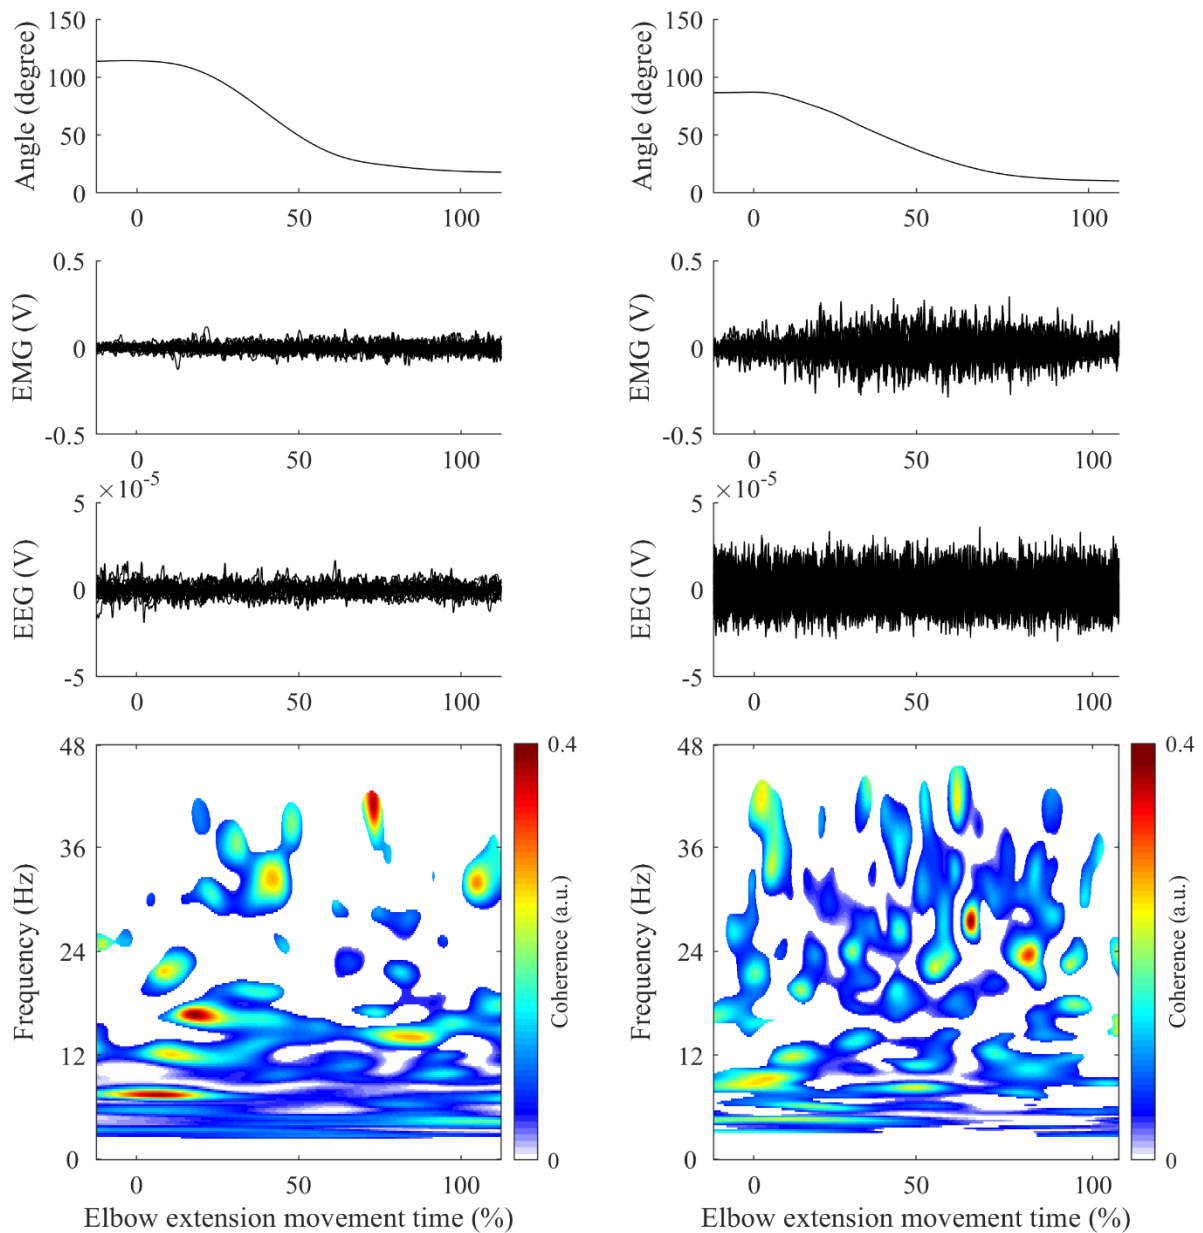 150
100
50
0
Angle (degree)
0 50 100
150
100
50
0
Angle (degree)
0 50 100
0.5
0
-0.5
EMG (V)
0 50 100
0.5
0
-0.5
EMG (V)
0 50 100
×10-5
5
0
-5
EEG (V)
0 50 100
×10-5
5
0
-5
EEG (V)
0 50 100
48
36
24
12
0
Frequency (Hz)
0 50 100
Elbow extension movement time (%)
0.4
0
Coherence (a.u.)
48
36
24
12
0
Frequency (Hz)
0 50 100
Elbow extension movement time (%)
0.4
0
Coherence (a.u.)